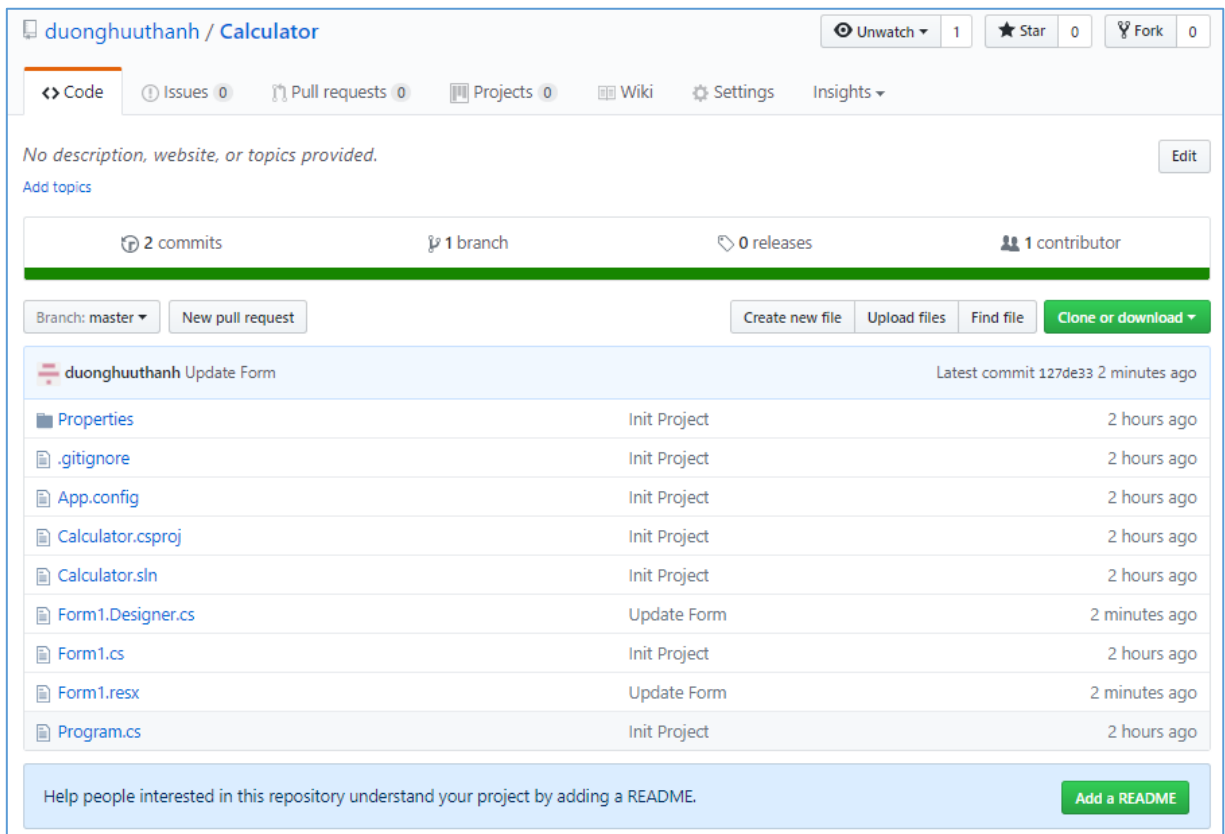 duonghuuthanh / Calculator Unwatch 1 Star 0 Fork 0
Code Issues 0 Pull requests 0 Projects 0 Wiki Settings Insights
No description, website, or topics provided. Edit
Add topics
2 commits 1 branch 0 releases 1 contributor
Branch: master New pull request Create new file Upload files Find file Clone or download
duonghuuthanh Update Form Latest commit 127de33 2 minutes ago
Properties Init Project 2 hours ago
.gitignore Init Project 2 hours ago
App.config Init Project 2 hours ago
Calculator.csproj Init Project 2 hours ago
Calculator.sln Init Project 2 hours ago
Form1.Designer.cs Update Form 2 minutes ago
Form1.cs Init Project 2 hours ago
Form1.resx Update Form 2 minutes ago
Program.cs Init Project 2 hours ago
Help people interested in this repository understand your project by adding a README. Add a README